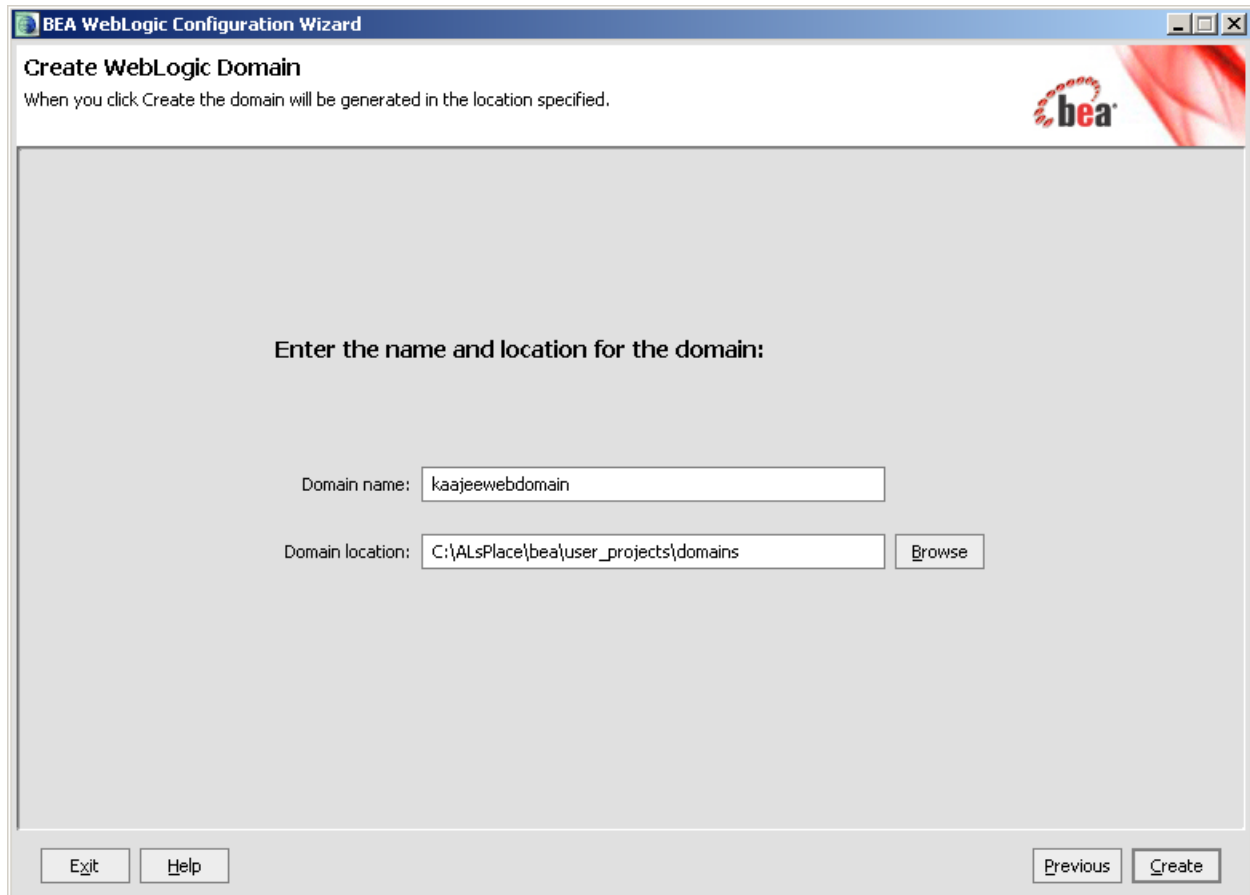 BEA WebLogic Configuration Wizard
Create WebLogic Domain
When you click Create the domain will be generated in the location specified.
bea
Enter the name and location for the domain:
Domain name: kaajeewebdomain
Domain location: C:\ALsPlace\bea\user_projects\domains Browse
Exit Help Previous Create